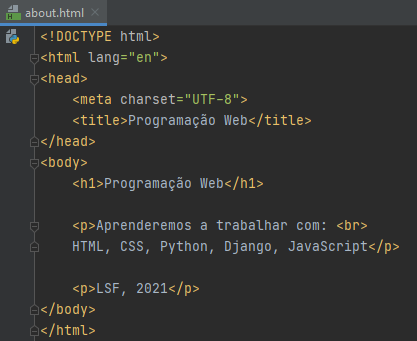 about.html
<!DOCTYPE html>
<html lang="en">
<head>
    <meta charset="UTF-8">
    <title>Programação Web</title>
</head>
<body>
    <h1>Programação Web</h1>

    <p>Aprenderemos a trabalhar com: <br>
    HTML, CSS, Python, Django, JavaScript</p>

    <p>LSF, 2021</p>
</body>
</html>